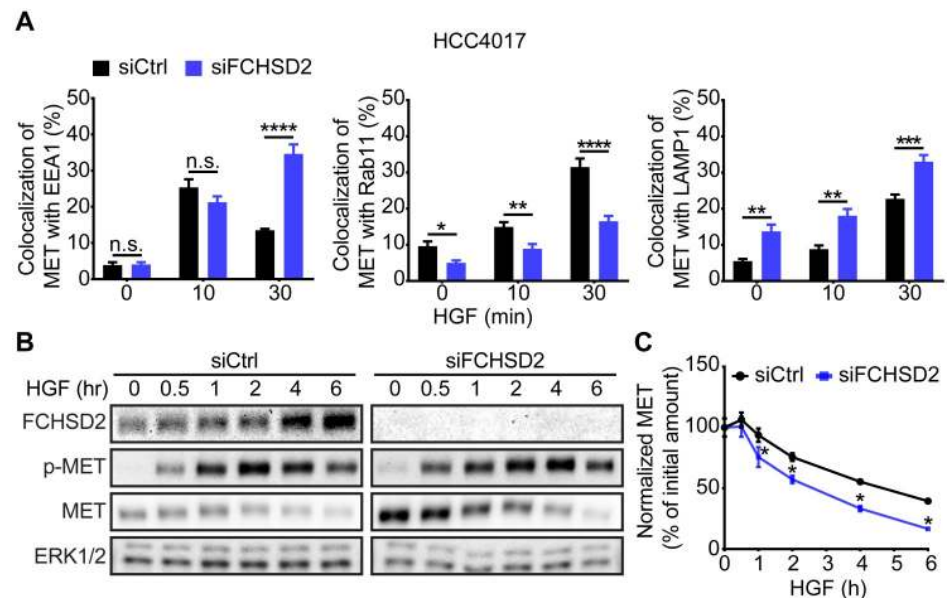 A
HCC4017
siCtrl siFCHSD2
Colocalization of
MET with EEA1 (%)
50
40
30
20
10
0
n.s.
n.s.
****
0 10 30
Colocalization of
MET with Rab11 (%)
50
40
30
20
10
0
*
**
****
0 10 30
HGF (min)
Colocalization of
MET with LAMP1 (%)
50
40
30
20
10
0
**
**
***
0 10 30
B
siCtrl siFCHSD2
HGF (hr) 0 0.5 1 2 4 6 0 0.5 1 2 4 6
FCHSD2
p-MET
MET
ERK1/2
C
siCtrl siFCHSD2
Normalized MET
(% of initial amount)
150
100
50
0
*
*
*
*
0 1 2 3 4 5 6
HGF (h)